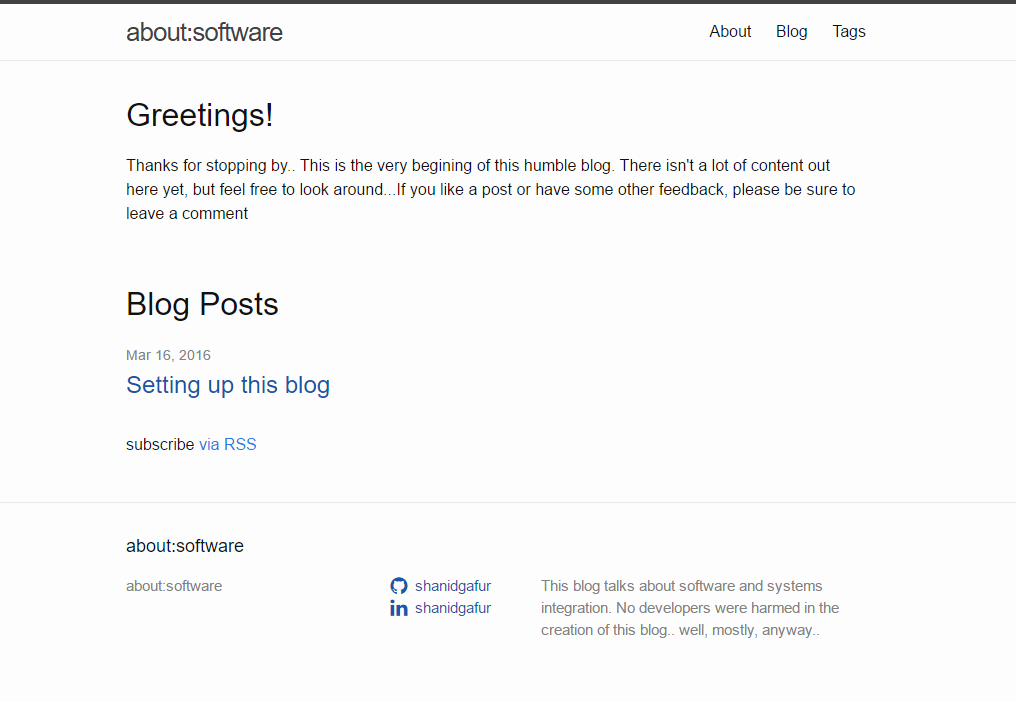 about:software
About Blog Tags
Greetings!
Thanks for stopping by.. This is the very begining of this humble blog. There isn't a lot of content out
here yet, but feel free to look around...If you like a post or have some other feedback, please be sure to
leave a comment
Blog Posts
Mar 16, 2016
Setting up this blog
subscribe via RSS
about:software
about:software
shanidgafur
shanidgafur
This blog talks about software and systems
integration. No developers were harmed in the
creation of this blog.. well, mostly, anyway..